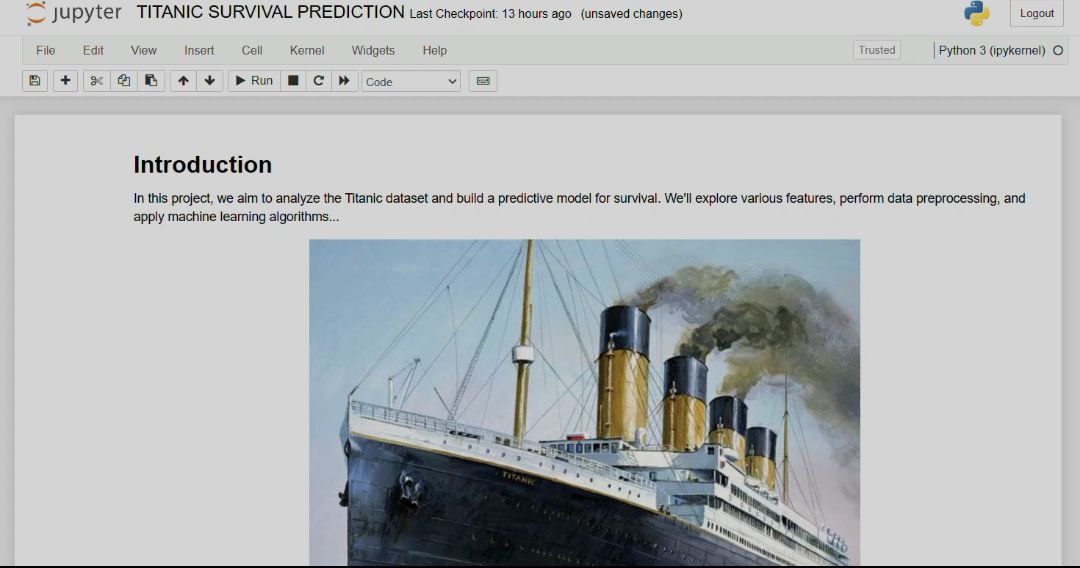 jupyter TITANIC SURVIVAL PREDICTION Last Checkpoint: 13 hours ago (unsaved changes) Logout
File Edit View Insert Cell Kernel Widgets Help Trusted Python 3 (ipykernel)
Run Code
Introduction
In this project, we aim to analyze the Titanic dataset and build a predictive model for survival. We'll explore various features, perform data preprocessing, and
apply machine learning algorithms...
TITANIC